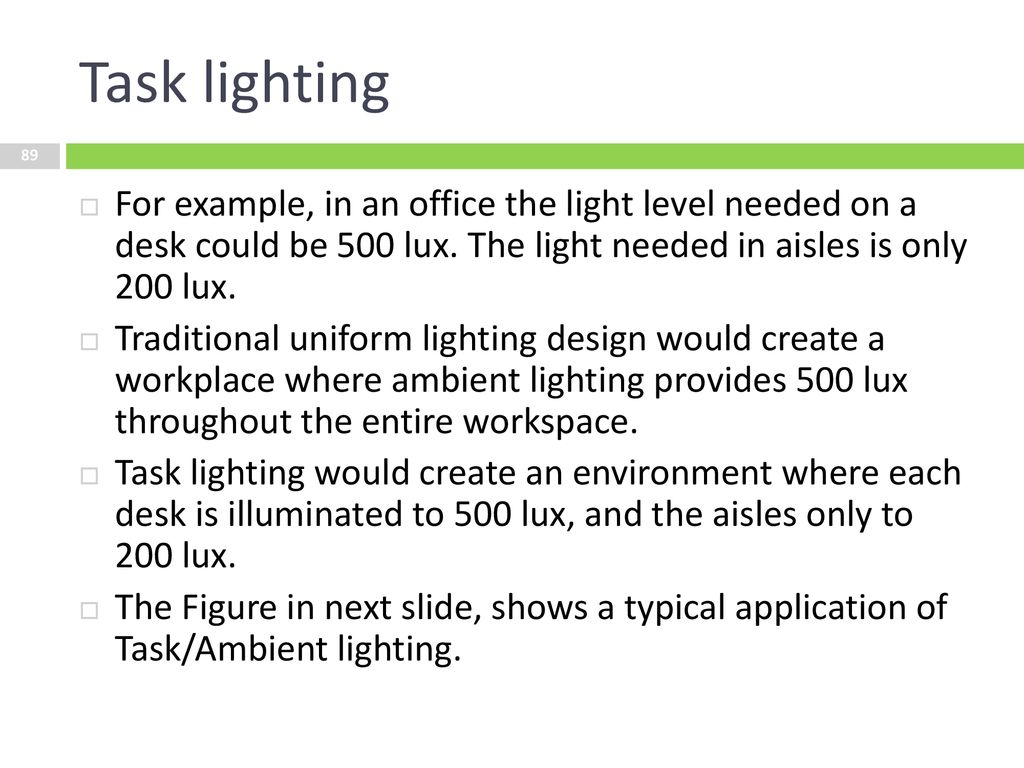 Task lighting
89
For example, in an office the light level needed on a
desk could be 500 lux. The light needed in aisles is only
200 lux.
Traditional uniform lighting design would create a
workplace where ambient lighting provides 500 lux
throughout the entire workspace.
Task lighting would create an environment where each
desk is illuminated to 500 lux, and the aisles only to
200 lux.
The Figure in next slide, shows a typical application of
Task/Ambient lighting.